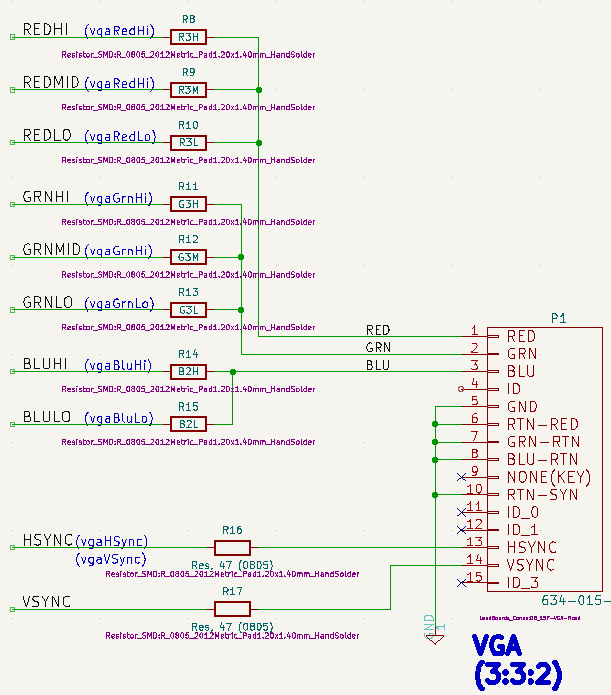 R8
REDHI (vgaRedHi) R3H
Resistor_SMD:R_0805_2012Metric_Pad1.20x1.40mm_HandSolder
R9
REDMID (vgaRedHi) R3M
Resistor_SMD:R_0805_2012Metric_Pad1.20x1.40mm_HandSolder
R10
REDLO (vgaRedLo) R3L
Resistor_SMD:R_0805_2012Metric_Pad1.20x1.40mm_HandSolder
R11
GRNHI (vgaGrnHi) G3H
Resistor_SMD:R_0805_2012Metric_Pad1.20x1.40mm_HandSolder
R12
GRNMID (vgaGrnHi) G3M
Resistor_SMD:R_0805_2012Metric_Pad1.20x1.40mm_HandSolder
R13
GRNLO (vgaGrnLo) G3L
Resistor_SMD:R_0805_2012Metric_Pad1.20x1.40mm_HandSolder
R14
BLUHI (vgaBluHi) B2H
Resistor_SMD:R_0805_2012Metric_Pad1.20x1.40mm_HandSolder
R15
BLULO (vgaBluLo) B2L
Resistor_SMD:R_0805_2012Metric_Pad1.20x1.40mm_HandSolder
R16
HSYNC (vgaHSync)
(vgaVSync)
Res, 47 (0805)
Resistor_SMD:R_0805_2012Metric_Pad1.20x1.40mm_HandSolder
R17
VSYNC
Res, 47 (0805)
Resistor_SMD:R_0805_2012Metric_Pad1.20x1.40mm_HandSolder
P1
RED 1 RED
GRN 2 GRN
BLU 3 BLU
4 ID
5 GND
6 RTN-RED
7 GRN-RTN
8 BLU-RTN
9 NONE(KEY)
10 RTN-SYN
11 ID_0
12 ID_1
13 HSYNC
14 VSYNC
15 ID_3
634-015-
GND
1
VGA
(3:3:2)